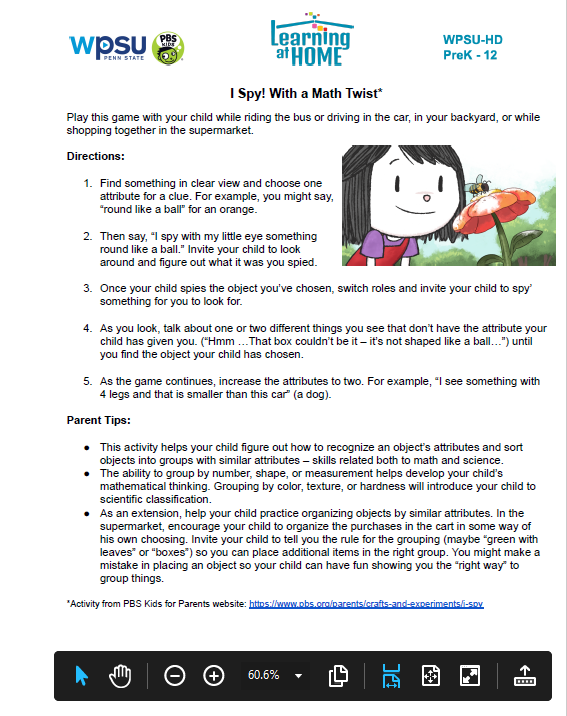 wpsu
PENN STATE
PBS
KIDS
Learning
at HOME
WPSU-HD
PreK - 12
I Spy! With a Math Twist*
Play this game with your child while riding the bus or driving in the car, in your backyard, or while
shopping together in the supermarket.
Directions:
1. Find something in clear view and choose one
attribute for a clue. For example, you might say,
“round like a ball” for an orange.
2. Then say, “I spy with my little eye something
round like a ball.” Invite your child to look
around and figure out what it was you spied.
3. Once your child spies the object you’ve chosen, switch roles and invite your child to spy’
something for you to look for.
4. As you look, talk about one or two different things you see that don’t have the attribute your
child has given you. (“Hmm …That box couldn’t be it – it’s not shaped like a ball…”) until
you find the object your child has chosen.
5. As the game continues, increase the attributes to two. For example, “I see something with
4 legs and that is smaller than this car” (a dog).
Parent Tips:
● This activity helps your child figure out how to recognize an object’s attributes and sort
objects into groups with similar attributes – skills related both to math and science.
● The ability to group by number, shape, or measurement helps develop your child’s
mathematical thinking. Grouping by color, texture, or hardness will introduce your child to
scientific classification.
● As an extension, help your child practice organizing objects by similar attributes. In the
supermarket, encourage your child to organize the purchases in the cart in some way of
his own choosing. Invite your child to tell you the rule for the grouping (maybe “green with
leaves” or “boxes”) so you can place additional items in the right group. You might make a
mistake in placing an object so your child can have fun showing you the “right way” to
group things.
*Activity from PBS Kids for Parents website: https://www.pbs.org/parents/crafts-and-experiments/i-spy
60.6%